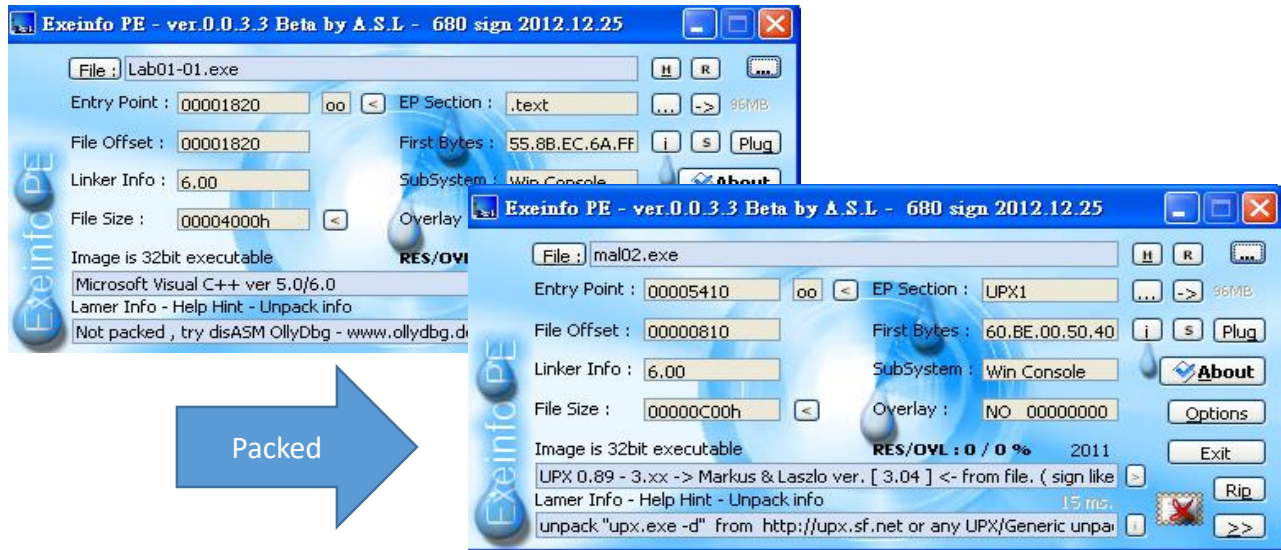 Exeinfo PE - ver.0.0.3.3 Beta by A.S.L - 680 sign 2012.12.25
File : Lab01-01.exe H R ...
Entry Point : 00001820 oo < EP Section : .text ... -> 96MB
File Offset : 00001820 First Bytes : 55.8B.EC.6A.FF i s Plug
Linker Info : 6.00 SubSystem : Win Console About
File Size : 00004000h < Overlay
Image is 32bit executable RES/OVL
Microsoft Visual C++ ver 5.0/6.0
Lamer Info - Help Hint - Unpack info
Not packed , try disASM OllyDbg - www.ollydbg.de
Exeinfo PE
Packed
Exeinfo PE - ver.0.0.3.3 Beta by A.S.L - 680 sign 2012.12.25
File : mal02.exe H R ...
Entry Point : 00005410 oo < EP Section : UPX1 ... -> 96MB
File Offset : 00000810 First Bytes : 60.BE.00.50.40 i s Plug
Linker Info : 6.00 SubSystem : Win Console About
File Size : 00000C00h < Overlay : NO 00000000 Options
Image is 32bit executable RES/OVL : 0 / 0 % 2011 Exit
UPX 0.89 - 3.xx -> Markus & Laszlo ver. [ 3.04 ] <- from file. ( sign like > Rip
Lamer Info - Help Hint - Unpack info 15 ms.
unpack "upx.exe -d" from http://upx.sf.net or any UPX/Generic unpa i >>
Exeinfo PE